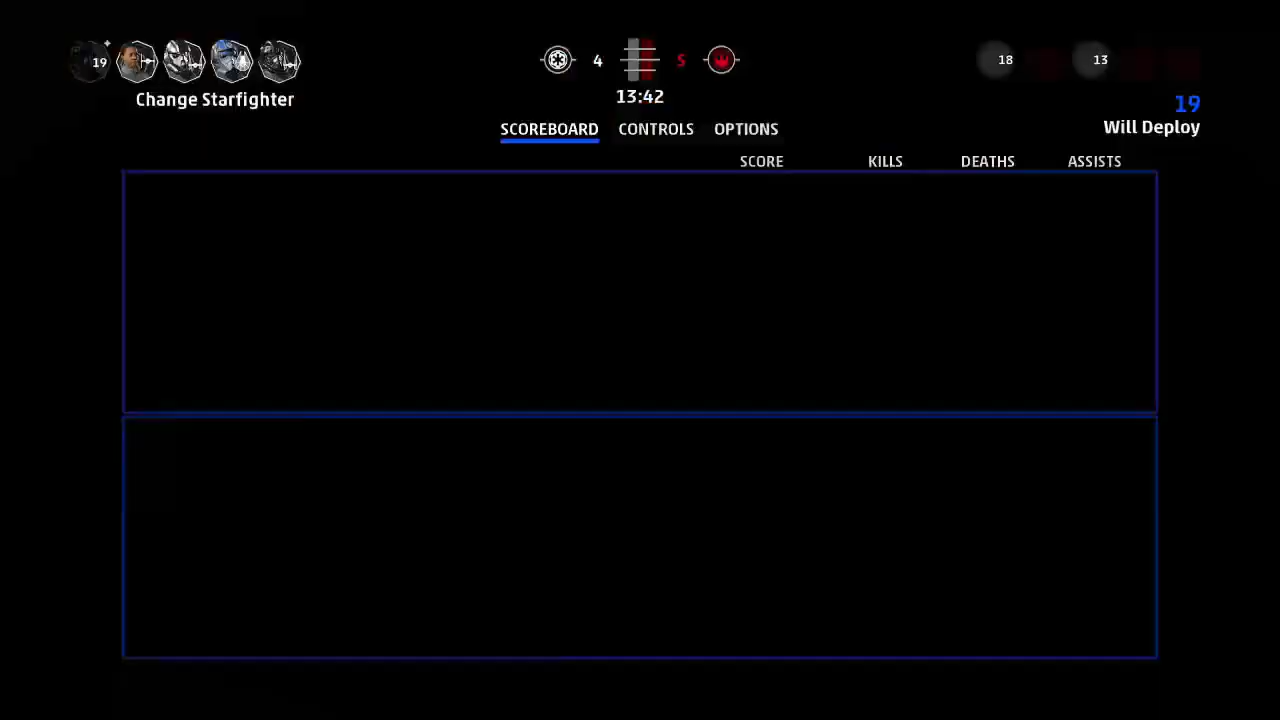 19
4 5 18 13
Change Starfighter
13:42
19
SCOREBOARD CONTROLS OPTIONS
Will Deploy
SCORE KILLS DEATHS ASSISTS